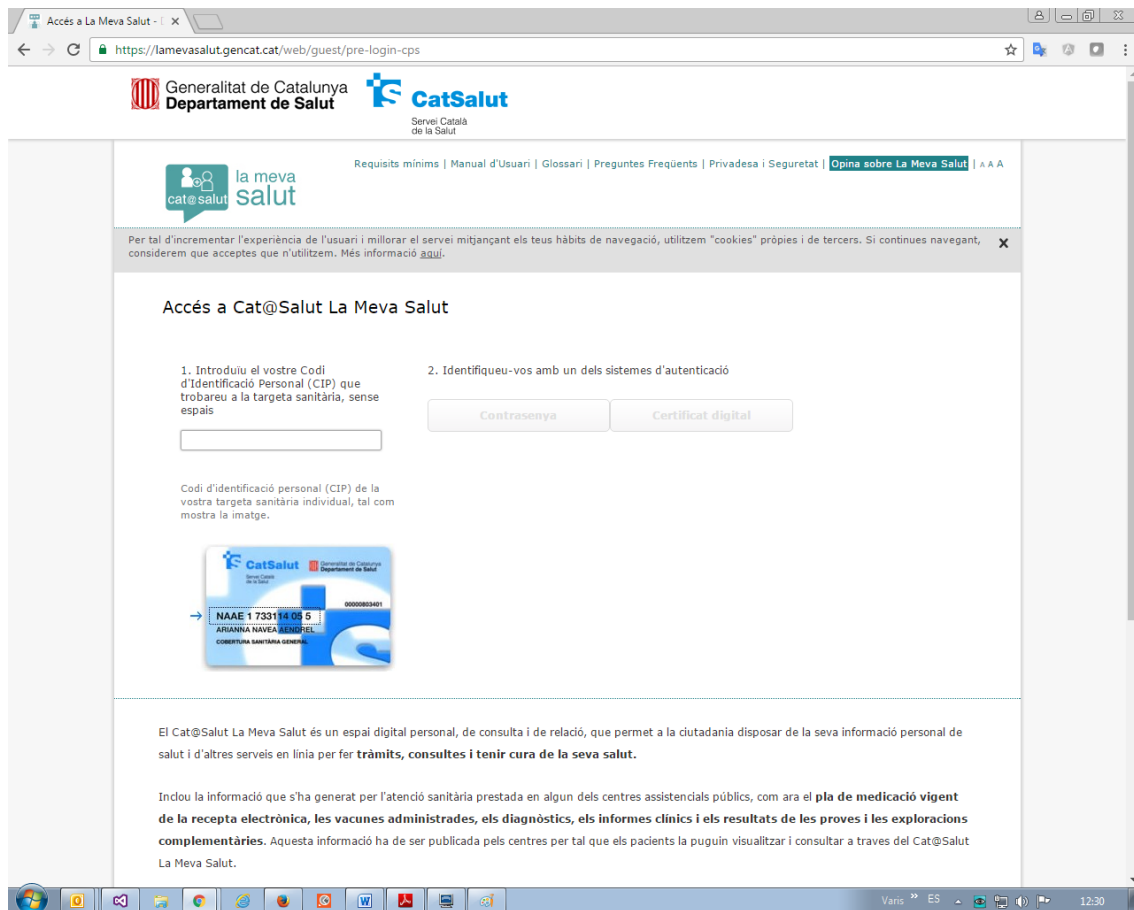 Accés a La Meva Salut - 
https://lamevasalut.gencat.cat/web/guest/pre-login-cps
Generalitat de Catalunya
Departament de Salut
CatSalut
Servei Català
de la Salut
Requisits mínims | Manual d'Usuari | Glossari | Preguntes Freqüents | Privadesa i Seguretat | Opina sobre La Meva Salut | A A A
cat@salut
la meva
salut
Per tal d'incrementar l'experiència de l'usuari i millorar el servei mitjançant els teus hàbits de navegació, utilitzem "cookies" pròpies i de tercers. Si continues navegant,
considerem que acceptes que n'utilitzem. Més informació aquí.
Accés a Cat@Salut La Meva Salut
1. Introduïu el vostre Codi
d'Identificació Personal (CIP) que
trobareu a la targeta sanitària, sense
espais
2. Identifiqueu-vos amb un dels sistemes d'autenticació
Contrasenya
Certificat digital
Codi d'identificació personal (CIP) de la
vostra targeta sanitària individual, tal com
mostra la imatge.
CatSalut
Servei Català
de la Salut
Generalitat de Catalunya
Departament de Salut
00000803401
NAAE 1 733114 05 5
ARIANNA NAVEA AENDREL
COBERTURA SANITÀRIA GENERAL
El Cat@Salut La Meva Salut és un espai digital personal, de consulta i de relació, que permet a la ciutadania disposar de la seva informació personal de
salut i d'altres serveis en línia per fer tràmits, consultes i tenir cura de la seva salut.
Inclou la informació que s'ha generat per l'atenció sanitària prestada en algun dels centres assistencials públics, com ara el pla de medicació vigent
de la recepta electrònica, les vacunes administrades, els diagnòstics, els informes clínics i els resultats de les proves i les exploracions
complementàries. Aquesta informació ha de ser publicada pels centres per tal que els pacients la puguin visualitzar i consultar a traves del Cat@Salut
La Meva Salut.
Varis » ES 12:30